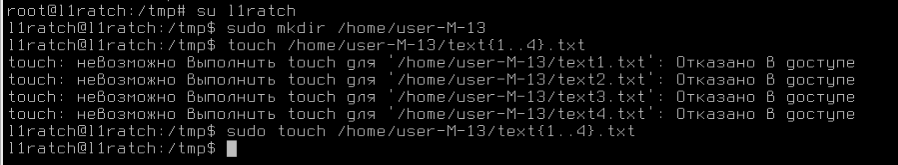 root@l1ratch:/tmp# su l1ratch
l1ratch@l1ratch:/tmp$ sudo mkdir /home/user-M-13
l1ratch@l1ratch:/tmp$ touch /home/user-M-13/text{1..4}.txt
touch: невозможно выполнить touch для '/home/user-M-13/text1.txt': Отказано в доступе
touch: невозможно выполнить touch для '/home/user-M-13/text2.txt': Отказано в доступе
touch: невозможно выполнить touch для '/home/user-M-13/text3.txt': Отказано в доступе
touch: невозможно выполнить touch для '/home/user-M-13/text4.txt': Отказано в доступе
l1ratch@l1ratch:/tmp$ sudo touch /home/user-M-13/text{1..4}.txt
l1ratch@l1ratch:/tmp$